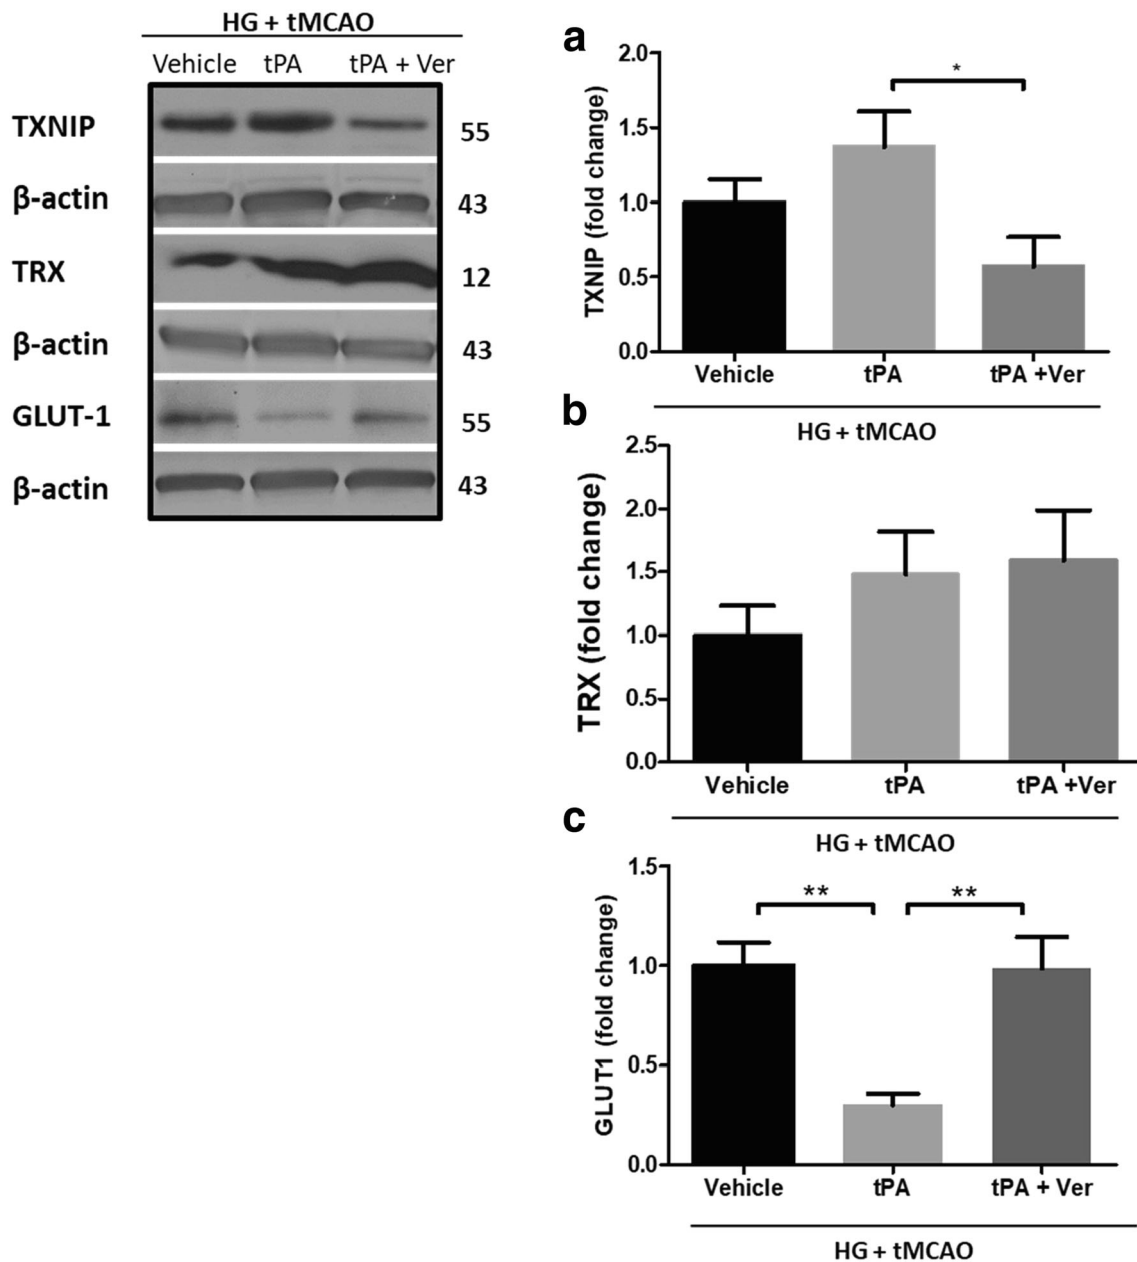 HG + tMCAO
Vehicle tPA tPA + Ver
TXNIP 55
β-actin 43
TRX 12
β-actin 43
GLUT-1 55
β-actin 43
a
TXNIP (fold change)
2.0
1.5
1.0
0.5
0.0
*
Vehicle tPA tPA +Ver
HG + tMCAO
b
TRX (fold change)
2.5
2.0
1.5
1.0
0.5
0.0
Vehicle tPA tPA +Ver
HG + tMCAO
c
GLUT1 (fold change)
1.5
1.0
0.5
0.0
** **
Vehicle tPA tPA + Ver
HG + tMCAO